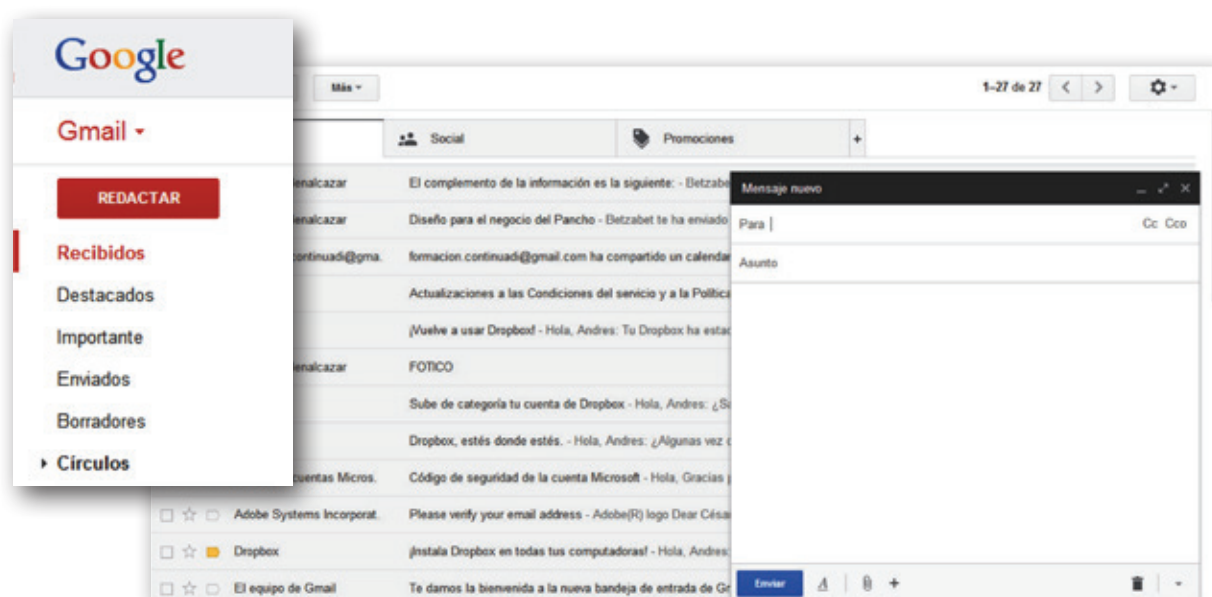 Google
Gmail
REDACTAR
Recibidos
Destacados
Importante
Enviados
Borradores
Círculos
Más
1–27 de 27
Social
Promociones
+
enalcazar El complemento de la información es la siguiente: - Betzabe
enalcazar Diseño para el negocio del Pancho - Betzabet te ha enviado
continuadi@gma. formacion.continuadi@gmail.com ha compartido un calendar
Actualizaciones a las Condiciones del servicio y a la Política
¡Vuelve a usar Dropbox! - Hola, Andres: Tu Dropbox ha estad
enalcazar FOTICO
Sube de categoría tu cuenta de Dropbox - Hola, Andres: ¿Sa
Dropbox, estés donde estés. - Hola, Andres: ¿Algunas vez
cuentas Micros. Código de seguridad de la cuenta Microsoft - Hola, Gracias
Adobe Systems Incorporat. Please verify your email address - Adobe(R) logo Dear Césa
Dropbox ¡Instala Dropbox en todas tus computadoras! - Hola, Andres:
El equipo de Gmail Te damos la bienvenida a la nueva bandeja de entrada de Gr
Mensaje nuevo
Para Cc Cco
Asunto
Enviar A +